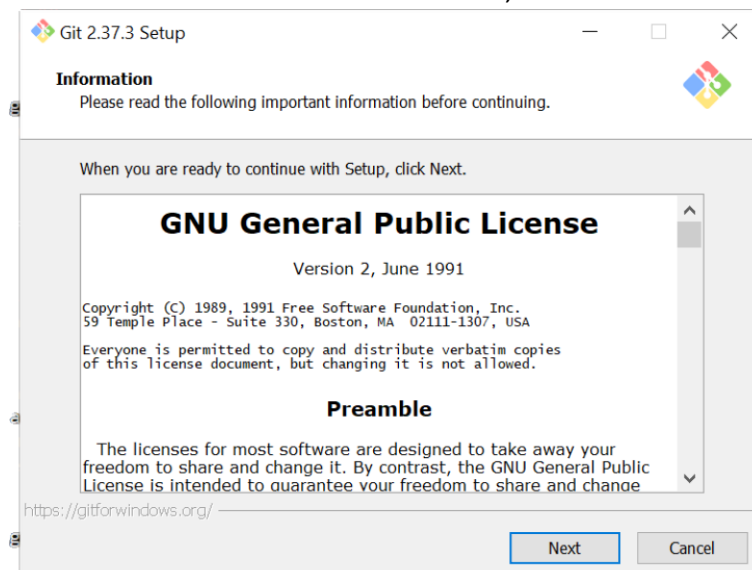 Git 2.37.3 Setup
Information
Please read the following important information before continuing.
When you are ready to continue with Setup, click Next.
GNU General Public License
Version 2, June 1991
Copyright (C) 1989, 1991 Free Software Foundation, Inc.
59 Temple Place - Suite 330, Boston, MA  02111-1307, USA
Everyone is permitted to copy and distribute verbatim copies
of this license document, but changing it is not allowed.
Preamble
The licenses for most software are designed to take away your
freedom to share and change it. By contrast, the GNU General Public
License is intended to guarantee your freedom to share and change
https://gitforwindows.org/
Next Cancel